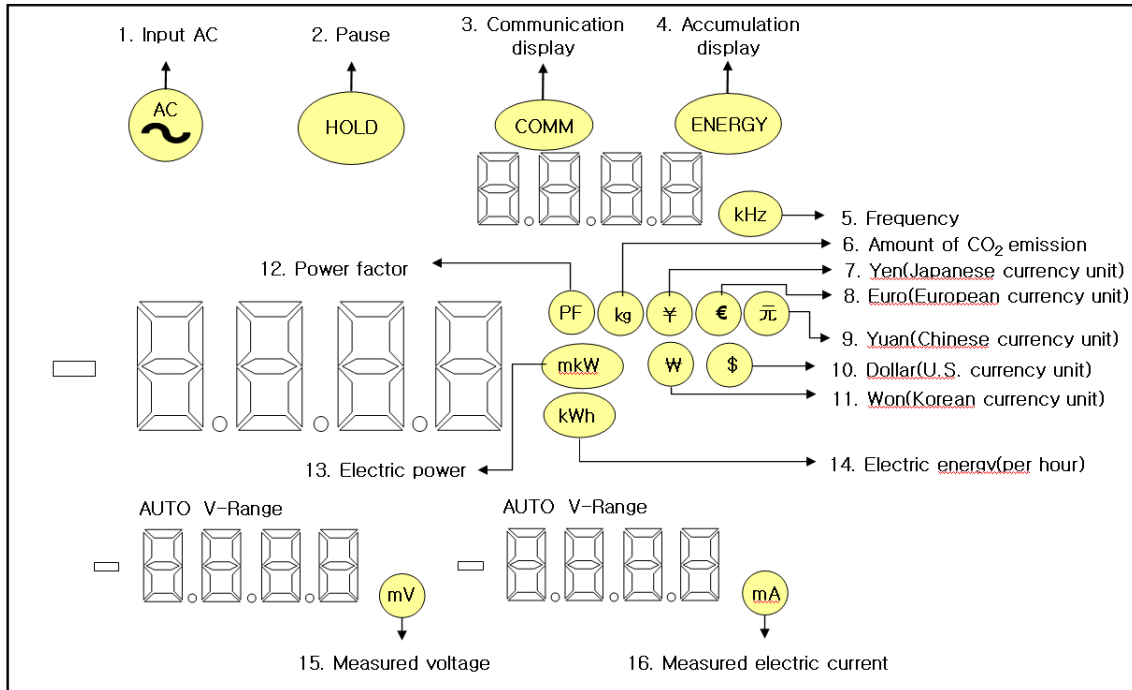 1. Input AC
2. Pause
3. Communication
display
4. Accumulation
display
AC
HOLD
COMM
ENERGY
kHz
5. Frequency
6. Amount of CO₂ emission
12. Power factor
7. Yen(Japanese currency unit)
PF
kg
¥
€
元
8. Euro(European currency unit)
9. Yuan(Chinese currency unit)
mkW
₩
$
10. Dollar(U.S. currency unit)
11. Won(Korean currency unit)
kWh
13. Electric power
14. Electric energy(per hour)
AUTO V-Range
AUTO V-Range
mV
mA
15. Measured voltage
16. Measured electric current